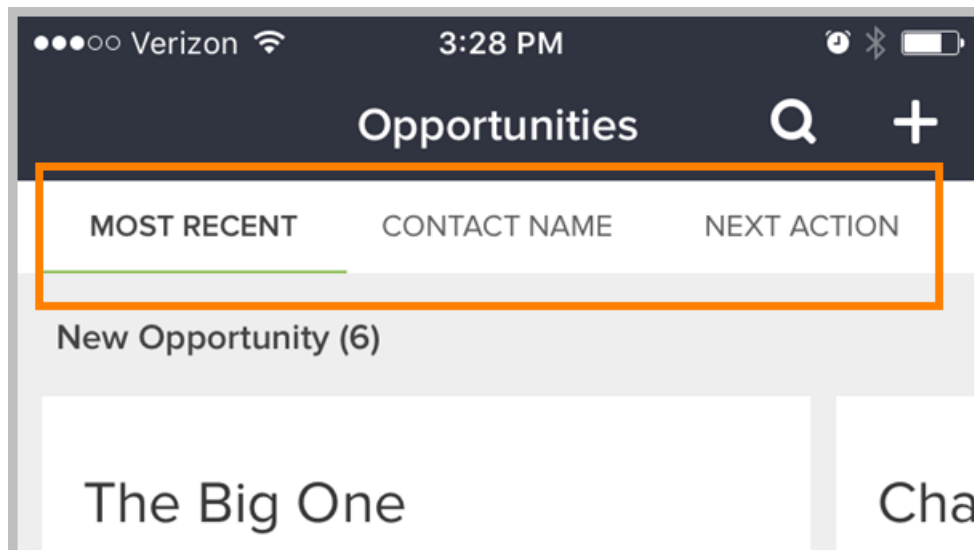 Verizon 3:28 PM
Opportunities
MOST RECENT CONTACT NAME NEXT ACTION
New Opportunity (6)
The Big One Cha